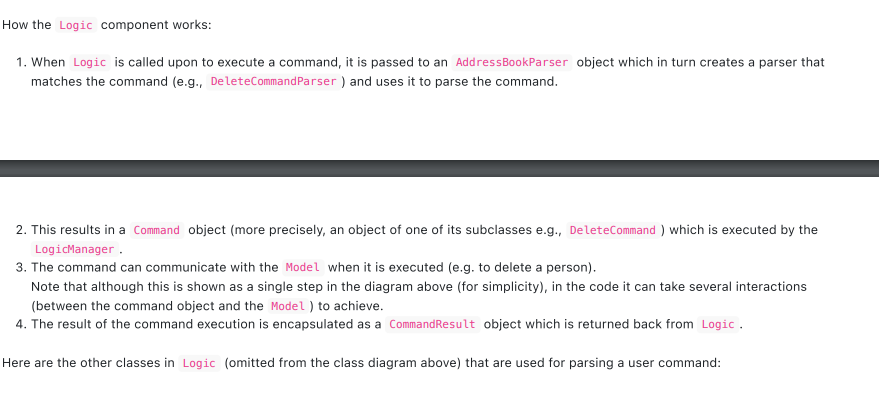 How the Logic component works:
1. When Logic is called upon to execute a command, it is passed to an AddressBookParser object which in turn creates a parser that
matches the command (e.g., DeleteCommandParser ) and uses it to parse the command.
2. This results in a Command object (more precisely, an object of one of its subclasses e.g., DeleteCommand ) which is executed by the
LogicManager .
3. The command can communicate with the Model when it is executed (e.g. to delete a person).
Note that although this is shown as a single step in the diagram above (for simplicity), in the code it can take several interactions
(between the command object and the Model ) to achieve.
4. The result of the command execution is encapsulated as a CommandResult object which is returned back from Logic .
Here are the other classes in Logic (omitted from the class diagram above) that are used for parsing a user command: